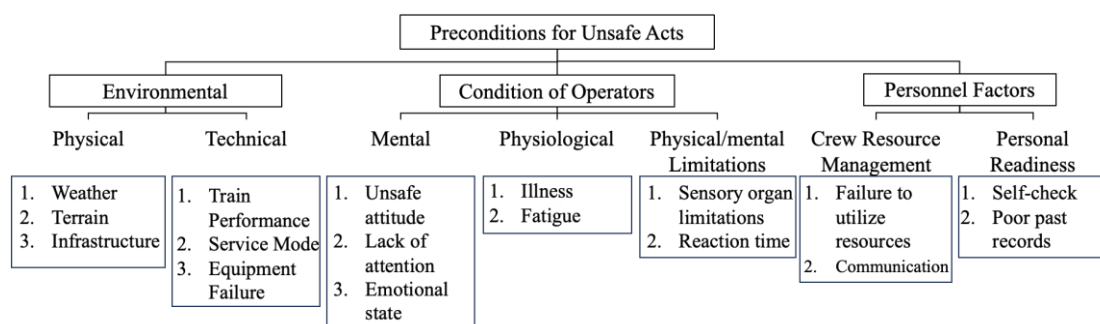 Preconditions for Unsafe Acts
Environmental
Condition of Operators
Personnel Factors
Physical
Technical
Mental
Physiological
Physical/mental
Limitations
Crew Resource
Management
Personal
Readiness
1. Weather
2. Terrain
3. Infrastructure
1. Train
Performance
2. Service Mode
3. Equipment
Failure
1. Unsafe
attitude
2. Lack of
attention
3. Emotional
state
1. Illness
2. Fatigue
1. Sensory organ
limitations
2. Reaction time
1. Failure to
utilize
resources
2. Communication
1. Self-check
2. Poor past
records